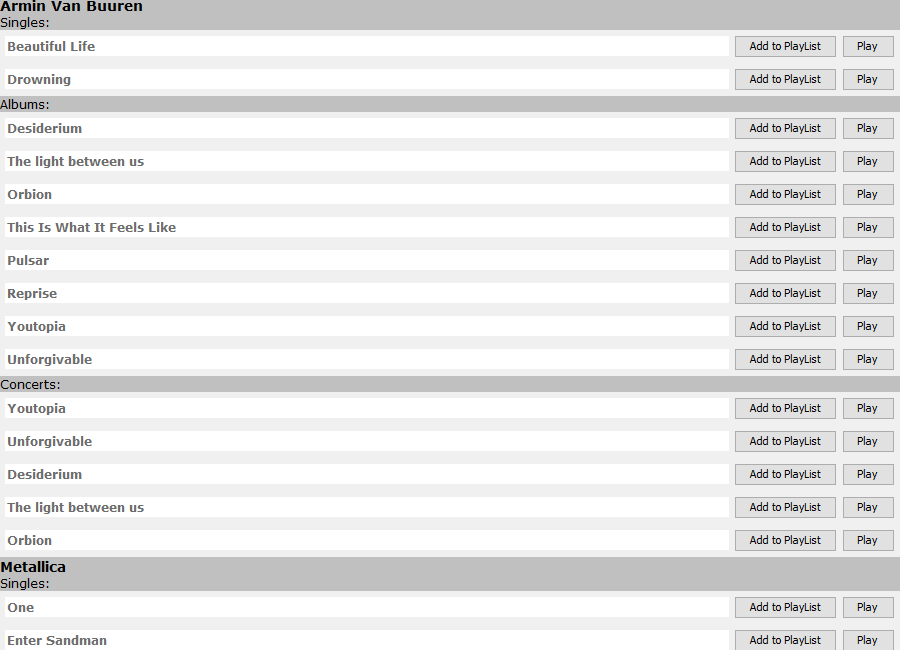 Armin Van Buuren
Singles:
Beautiful Life Add to PlayList Play
Drowning Add to PlayList Play
Albums:
Desiderium Add to PlayList Play
The light between us Add to PlayList Play
Orbion Add to PlayList Play
This Is What It Feels Like Add to PlayList Play
Pulsar Add to PlayList Play
Reprise Add to PlayList Play
Youtopia Add to PlayList Play
Unforgivable Add to PlayList Play
Concerts:
Youtopia Add to PlayList Play
Unforgivable Add to PlayList Play
Desiderium Add to PlayList Play
The light between us Add to PlayList Play
Orbion Add to PlayList Play
Metallica
Singles:
One Add to PlayList Play
Enter Sandman Add to PlayList Play